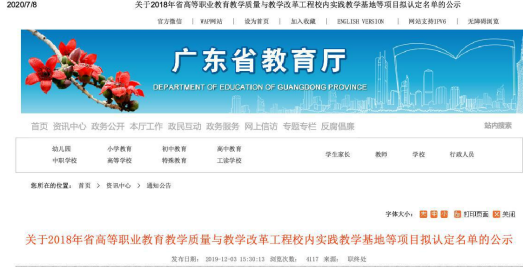 2020/7/8 关于2018年省高等职业教育教学质量与教学改革工程校内实践教学基地等项目拟认定名单的公示
官方微信 | WAP网站 | 设为首页 | 加入收藏 | ENGLISH VERSION | 网站支持IPV6 | 无障碍浏览
广东省教育厅
DEPARTMENT OF EDUCATION OF GUANGDONG PROVINCE
首页 资讯中心 政务公开 本厅工作 政民互动 政务服务 网上信访 专题专栏 反腐倡廉 站内搜索
幼儿园 小学教育 初中教育 高中教育 学生家长 教师 学校 行政人员
中职学校 高等学校 特殊教育 工读学校
您所在的位置: 首页 > 资讯中心 > 通知公告
字体大小: 大 中 小 打印页面 关闭
关于2018年省高等职业教育教学质量与教学改革工程校内实践教学基地等项目拟认定名单的公示
发布日期: 2019-12-03 15:30:13 浏览次数: 4117 来源: 职终处